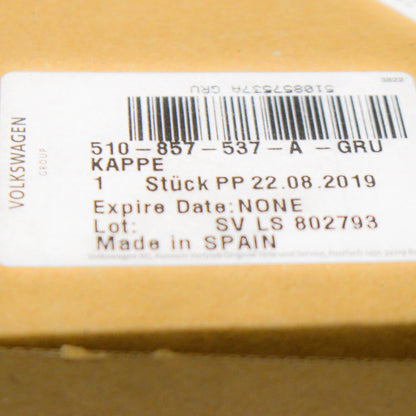 3822
510857537A GRU
VOLKSWAGEN
GROUP
510-857-537-A -GRU
KAPPE
1 Stück PP 22.08.2019
Expire Date:NONE
Lot: SV LS 802793
Made in SPAIN